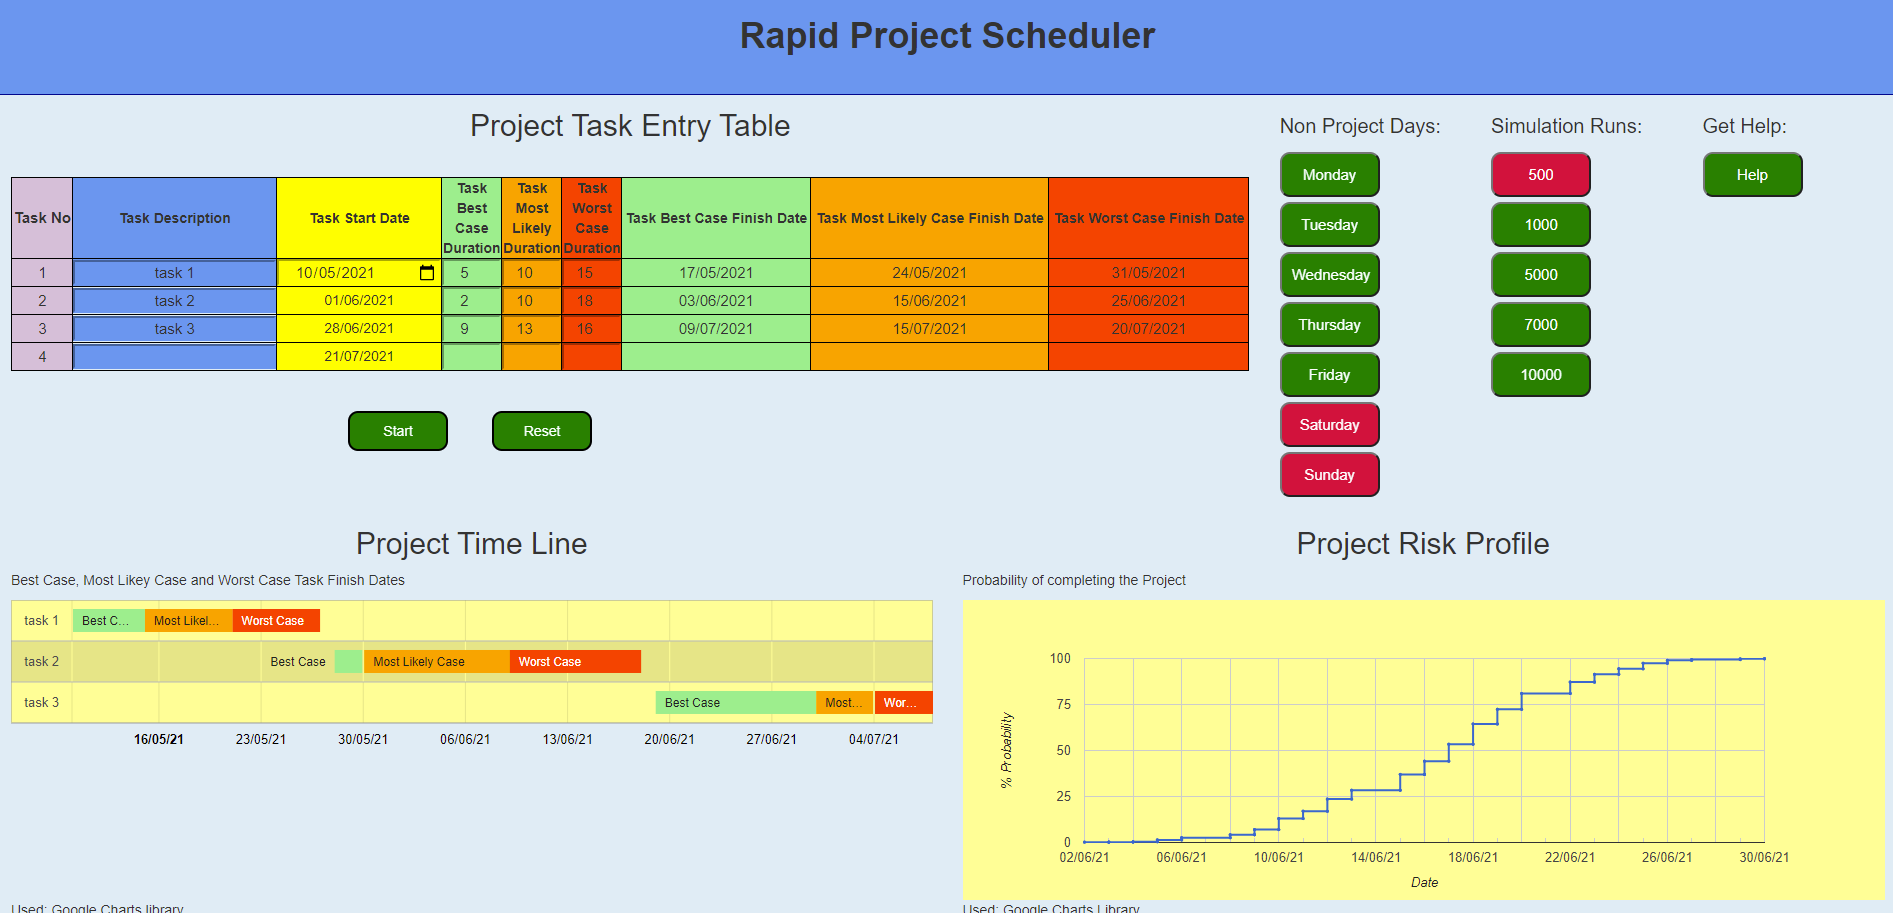 Rapid Project Scheduler
Project Task Entry Table
Task No
Task Description
Task Start Date
Task
Best
Case
Duration
Task
Most
Likely
Duration
Task
Worst
Case
Duration
Task Best Case Finish Date
Task Most Likely Case Finish Date
Task Worst Case Finish Date
1 task 1 10/05/2021 5 10 15 17/05/2021 24/05/2021 31/05/2021
2 task 2 01/06/2021 2 10 18 03/06/2021 15/06/2021 25/06/2021
3 task 3 28/06/2021 9 13 16 09/07/2021 15/07/2021 20/07/2021
4 21/07/2021
Start
Reset
Non Project Days:
Monday
Tuesday
Wednesday
Thursday
Friday
Saturday
Sunday
Simulation Runs:
500
1000
5000
7000
10000
Get Help:
Help
Project Time Line
Best Case, Most Likey Case and Worst Case Task Finish Dates
task 1 Best C... Most Likel... Worst Case
task 2 Best Case Most Likely Case Worst Case
task 3 Best Case Most... Wor...
16/05/21 23/05/21 30/05/21 06/06/21 13/06/21 20/06/21 27/06/21 04/07/21
Used: Google Charts library
Project Risk Profile
Probability of completing the Project
% Probability
100
75
50
25
0
02/06/21 06/06/21 10/06/21 14/06/21 18/06/21 22/06/21 26/06/21 30/06/21
Date
Used: Google Charts Library